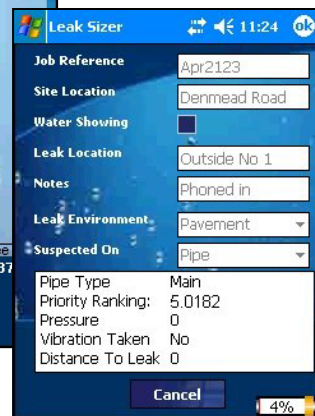 Leak Sizer 11:24 ok
Job Reference Apr2123
Site Location Denmead Road
Water Showing
Leak Location Outside No 1
Notes Phoned in
Leak Environment Pavement
Suspected On Pipe
Pipe Type Main
Priority Ranking: 5.0182
Pressure 0
Vibration Taken No
Distance To Leak 0
Cancel
4%